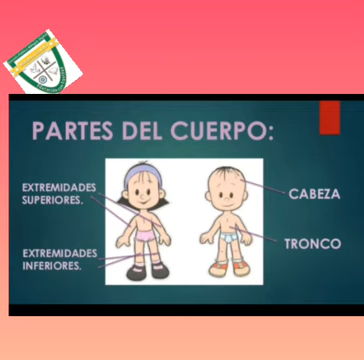 PARTES DEL CUERPO:
EXTREMIDADES
SUPERIORES.
CABEZA
TRONCO
EXTREMIDADES
INFERIORES.